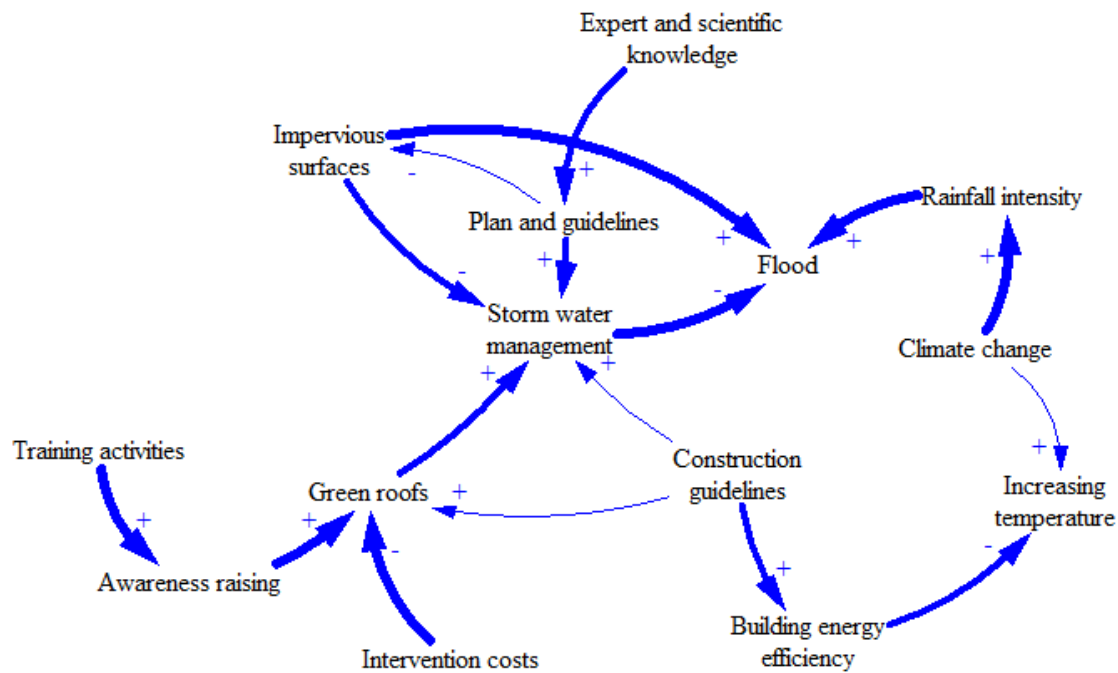 Expert and scientific
knowledge
Impervious
surfaces
+
-
Rainfall intensity
Plan and guidelines
+
+
+
Flood
-
+
-
Storm water
management
Climate change
+
+
Training activities
Construction
guidelines
+
Green roofs
+
Increasing
temperature
+
+
-
-
Awareness raising
+
Building energy
efficiency
Intervention costs